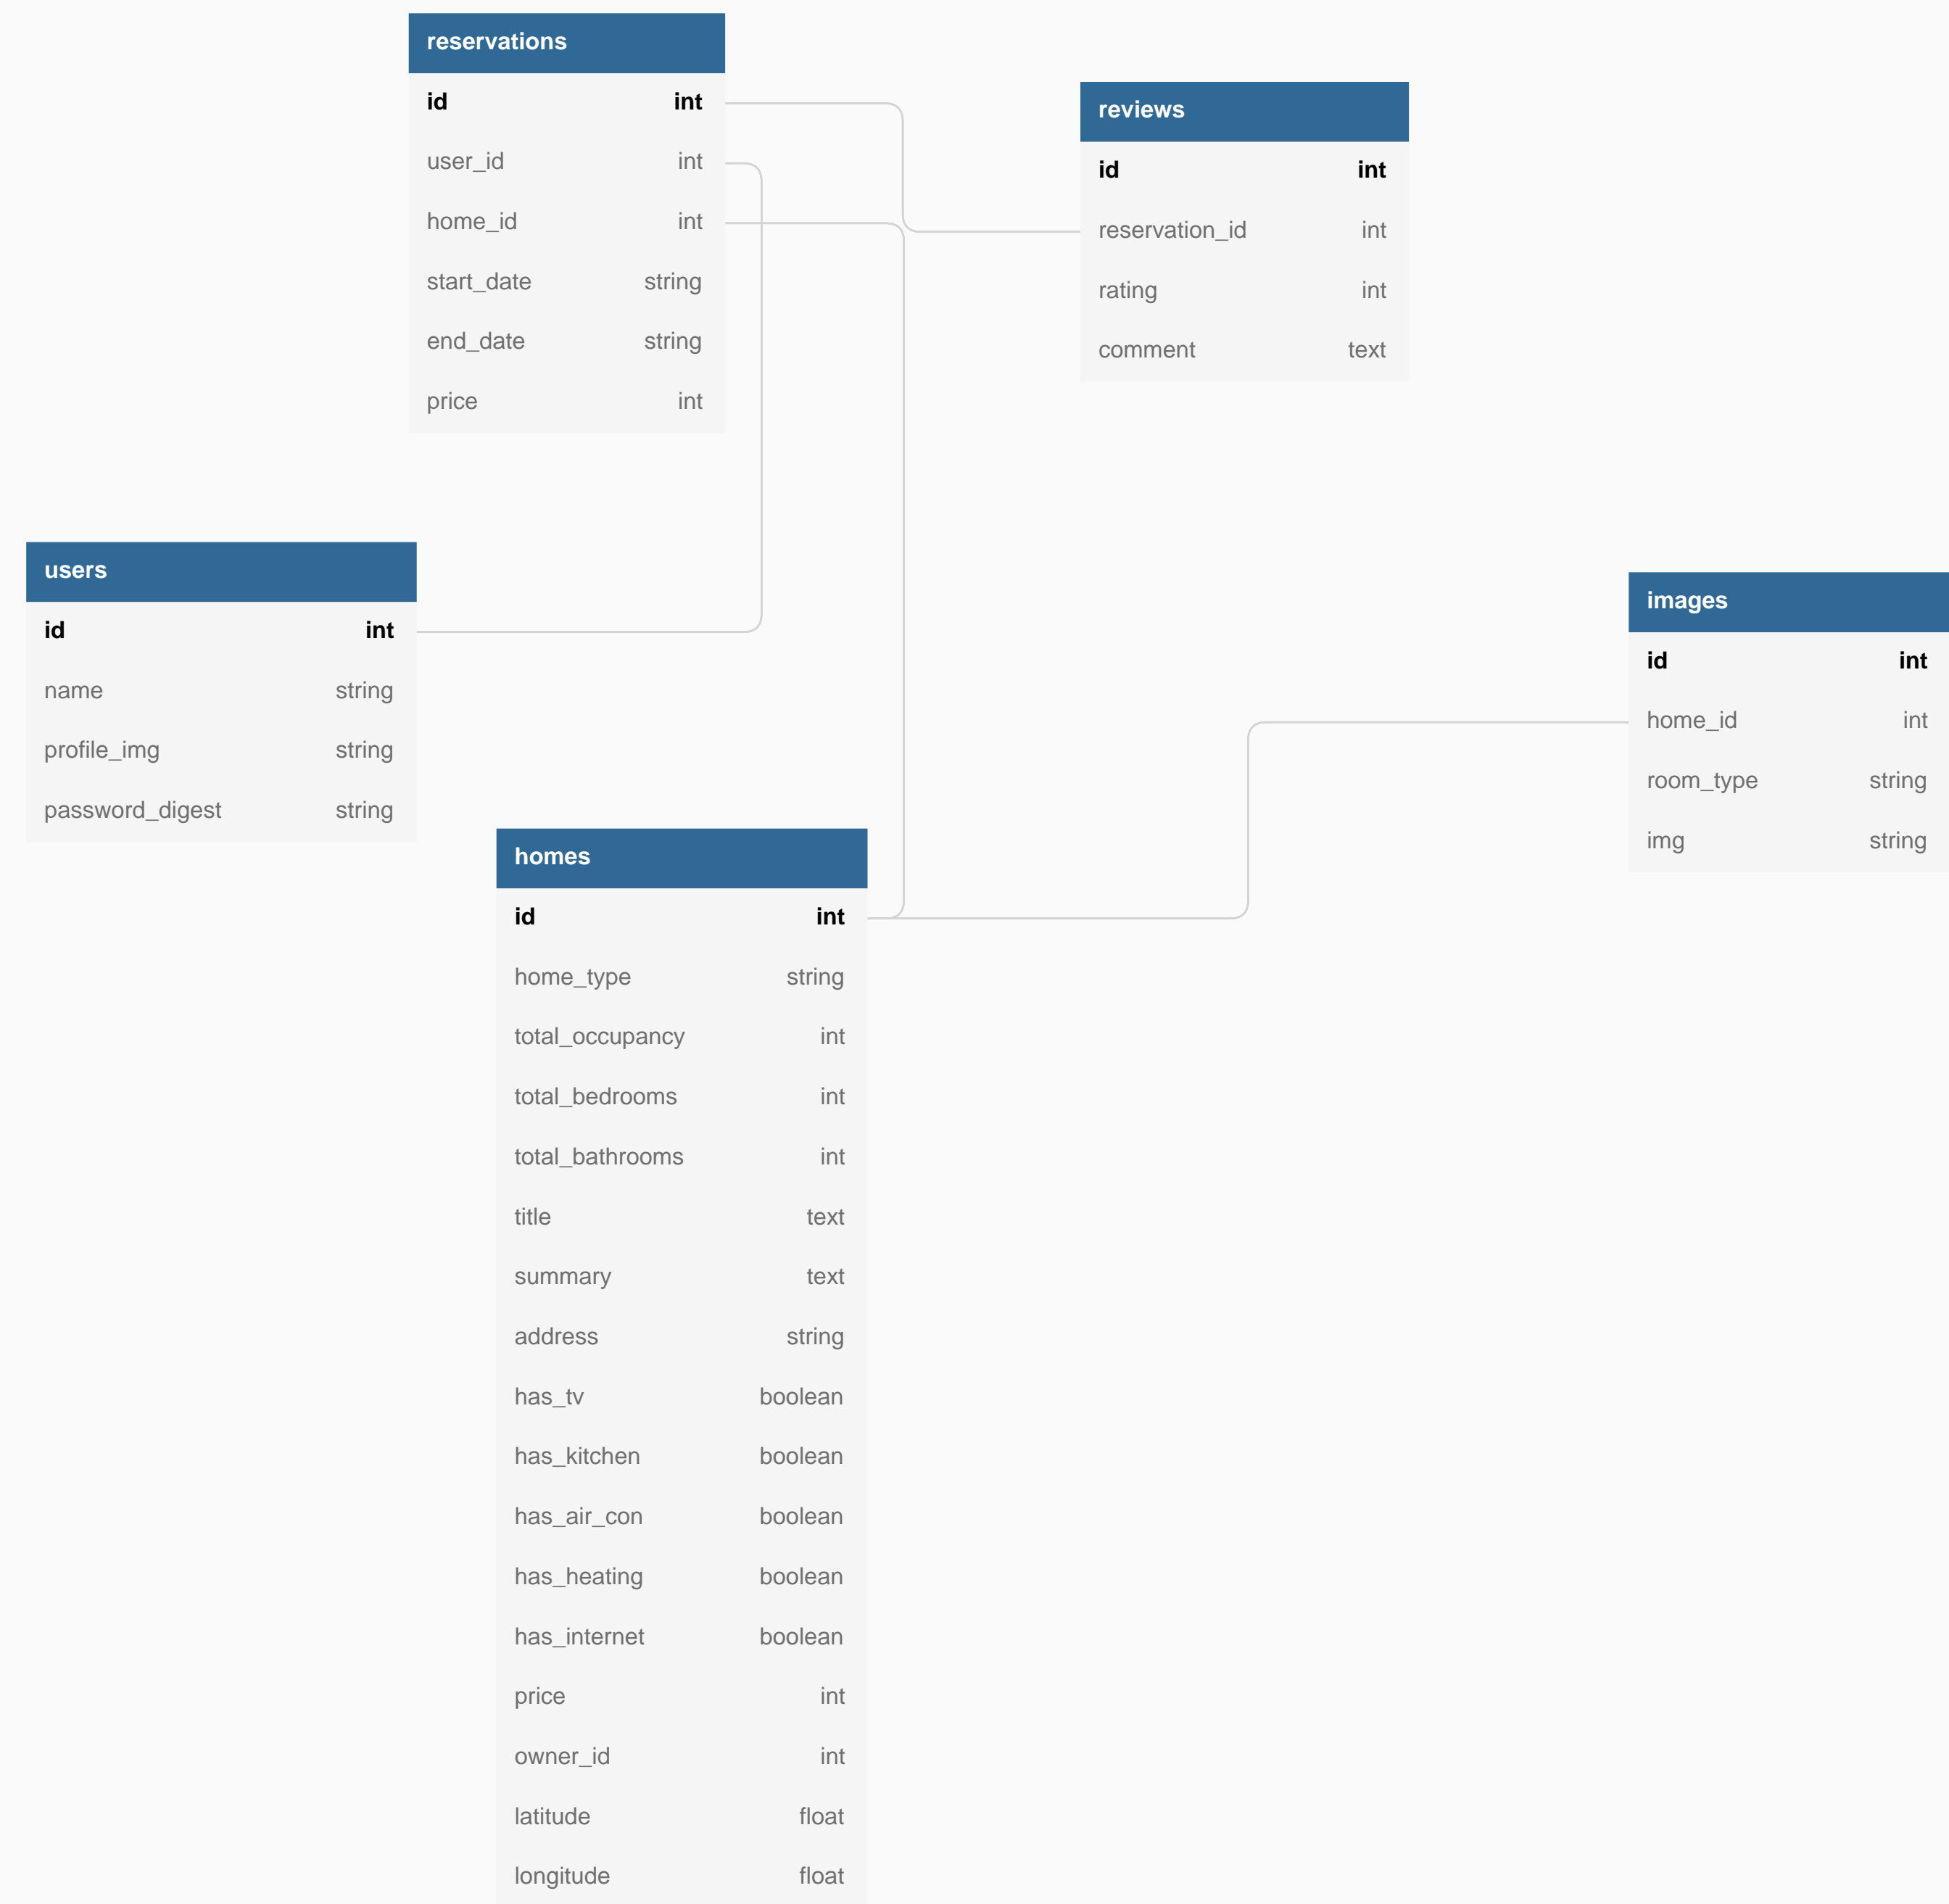 reservations
id int
user_id int
home_id int
start_date string
end_date string
price int
reviews
id int
reservation_id int
rating int
comment text
users
id int
name string
profile_img string
password_digest string
images
id int
home_id int
room_type string
img string
homes
id int
home_type string
total_occupancy int
total_bedrooms int
total_bathrooms int
title text
summary text
address string
has_tv boolean
has_kitchen boolean
has_air_con boolean
has_heating boolean
has_internet boolean
price int
owner_id int
latitude float
longitude float